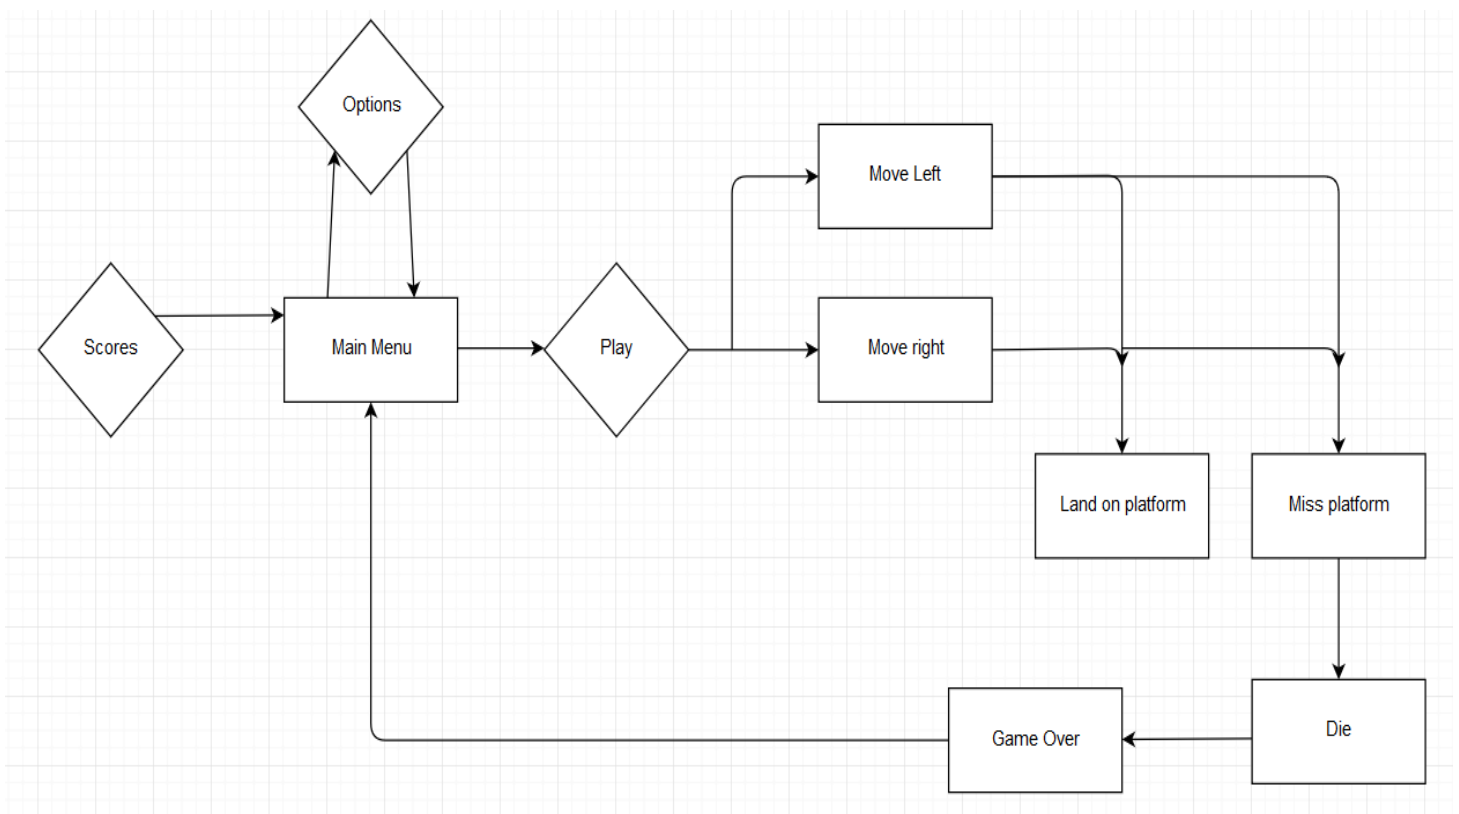 Options
Move Left
Scores
Main Menu
Play
Move right
Land on platform
Miss platform
Game Over
Die